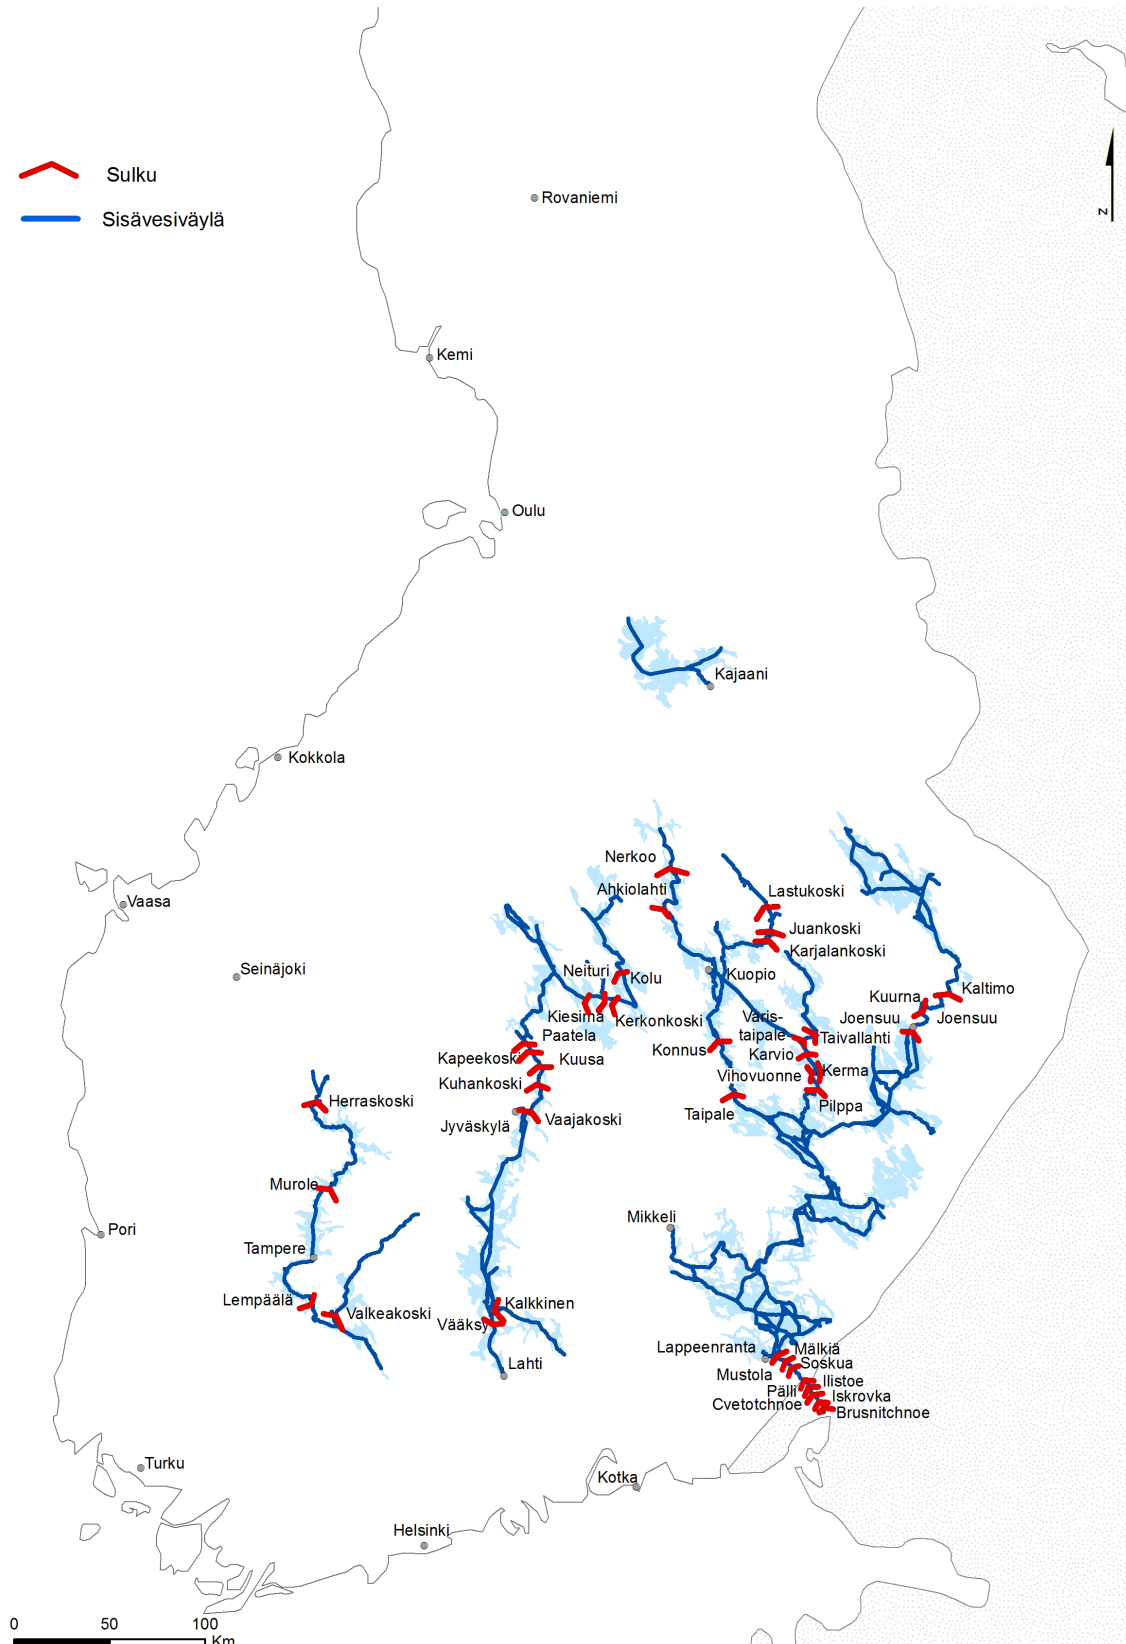 Sulku
Sisävesiväylä
Rovaniemi
z
Kemi
Oulu
Kajaani
Kokkola
Nerkoo
Ahkiolahti
Lastukoski
Vaasa
Juankoski
Karjalankoski
Seinäjoki
Neituri
Kolu
Kuopio
Kaltimo
Kuurna
Kiesimä
Kerkonkoski
Varis-
taipale
Joensuu
Joensuu
Paatela
Taivallahti
Konnus
Karvio
Kapeekoski
Kuusa
Kerma
Vihovuonne
Kuhankoski
Herraskoski
Pilppa
Taipale
Jyväskylä
Vaajakoski
Murole
Mikkeli
Pori
Tampere
Lempäälä
Valkeakoski
Kalkkinen
Vääksy
Lahti
Lappeenranta
Mälkiä
Soskua
Mustola
Ilistoe
Pälli
Iskrovka
Cvetotchnoe
Brusnitchnoe
Turku
Kotka
Helsinki
0 50 100
Km